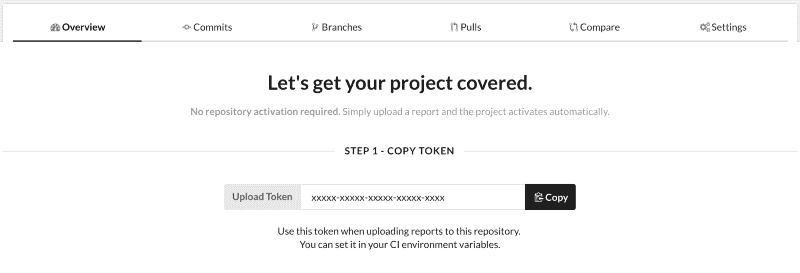 Overview Commits Branches Pulls Compare Settings
Let's get your project covered.
No repository activation required. Simply upload a report and the project activates automatically.
STEP 1 - COPY TOKEN
Upload Token xxxxx-xxxxx-xxxxx-xxxxx-xxxx Copy
Use this token when uploading reports to this repository.
You can set it in your CI environment variables.